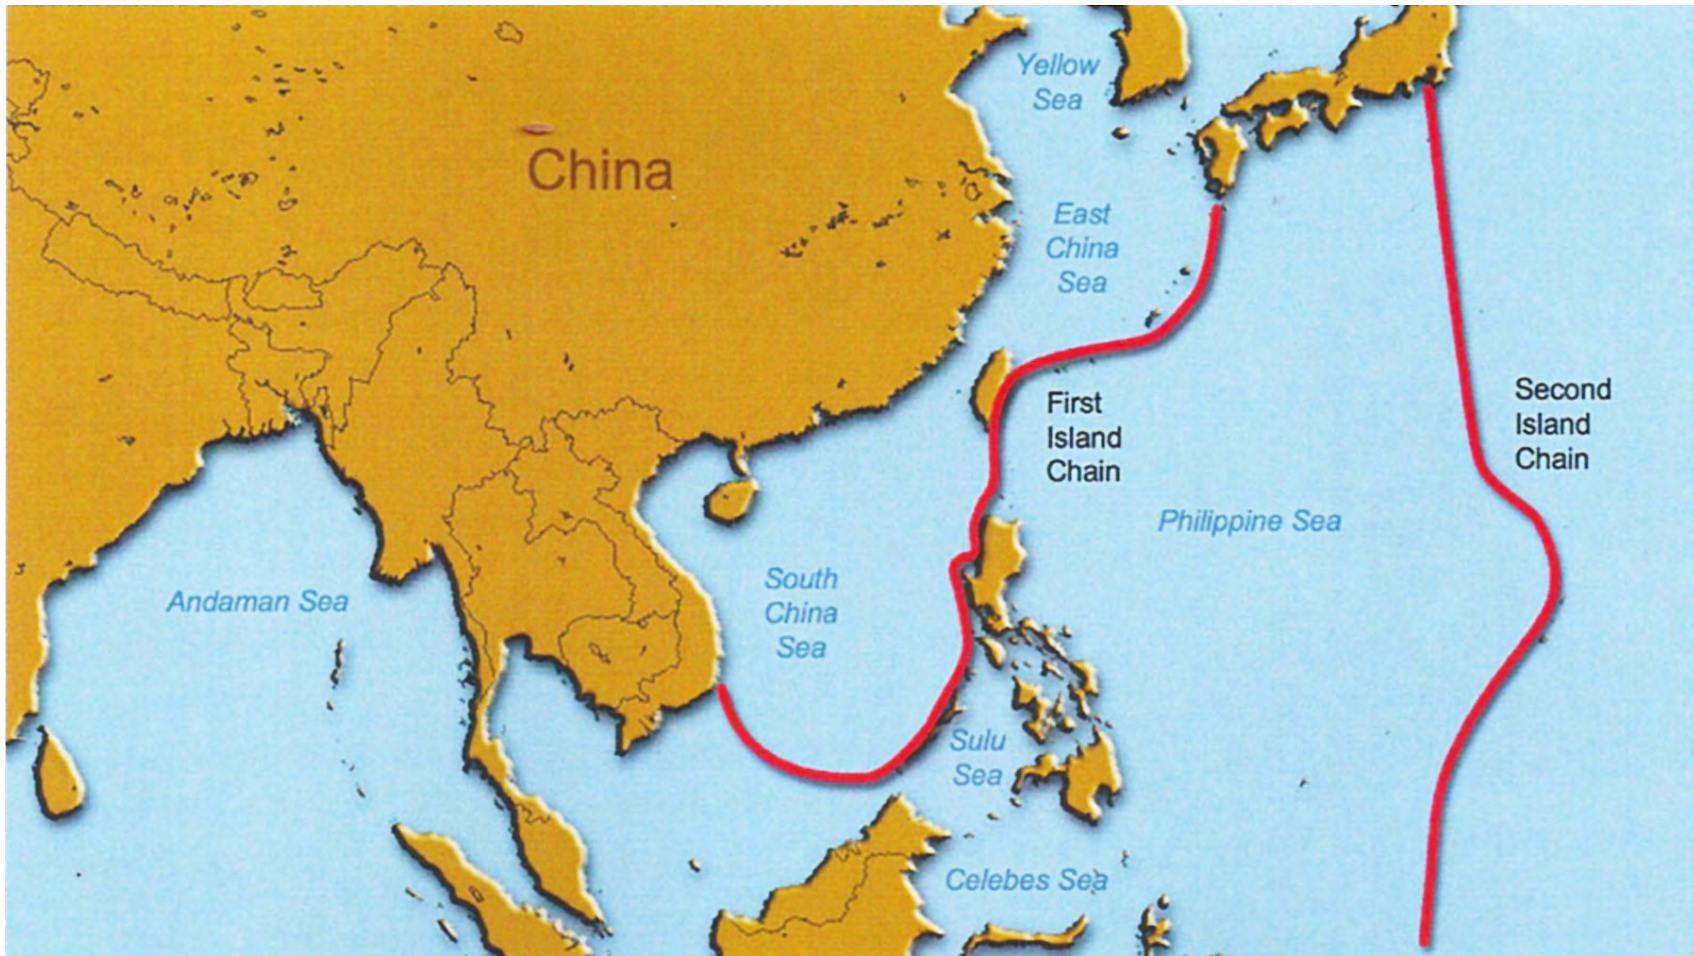 Yellow
Sea
China
East
China
Sea
First
Island
Chain
Second
Island
Chain
Philippine Sea
South
China
Sea
Andaman Sea
Sulu
Sea
Celebes Sea